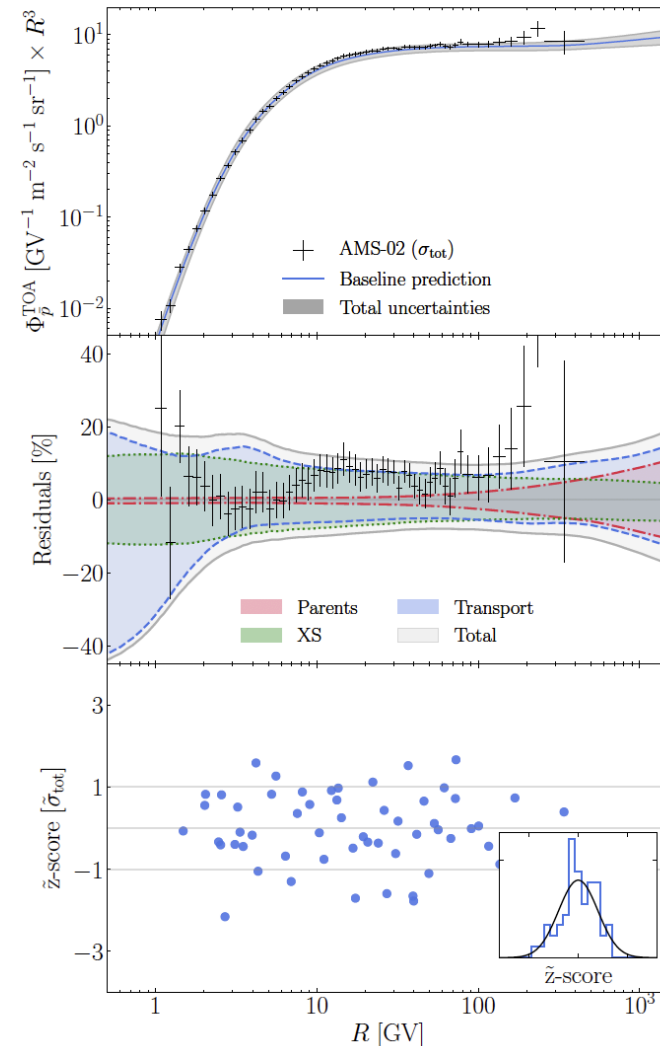 Φ_p̄^TOA [GV⁻¹ m⁻² s⁻¹ sr⁻¹] × R³
10¹
10⁰
10⁻¹
10⁻²
AMS-02 (σ_tot)
Baseline prediction
Total uncertainties
Residuals [%]
40
20
0
−20
−40
Parents
Transport
XS
Total
z̃-score [σ̃_tot]
3
1
−1
−3
z̃-score
1
10
100
10³
R [GV]